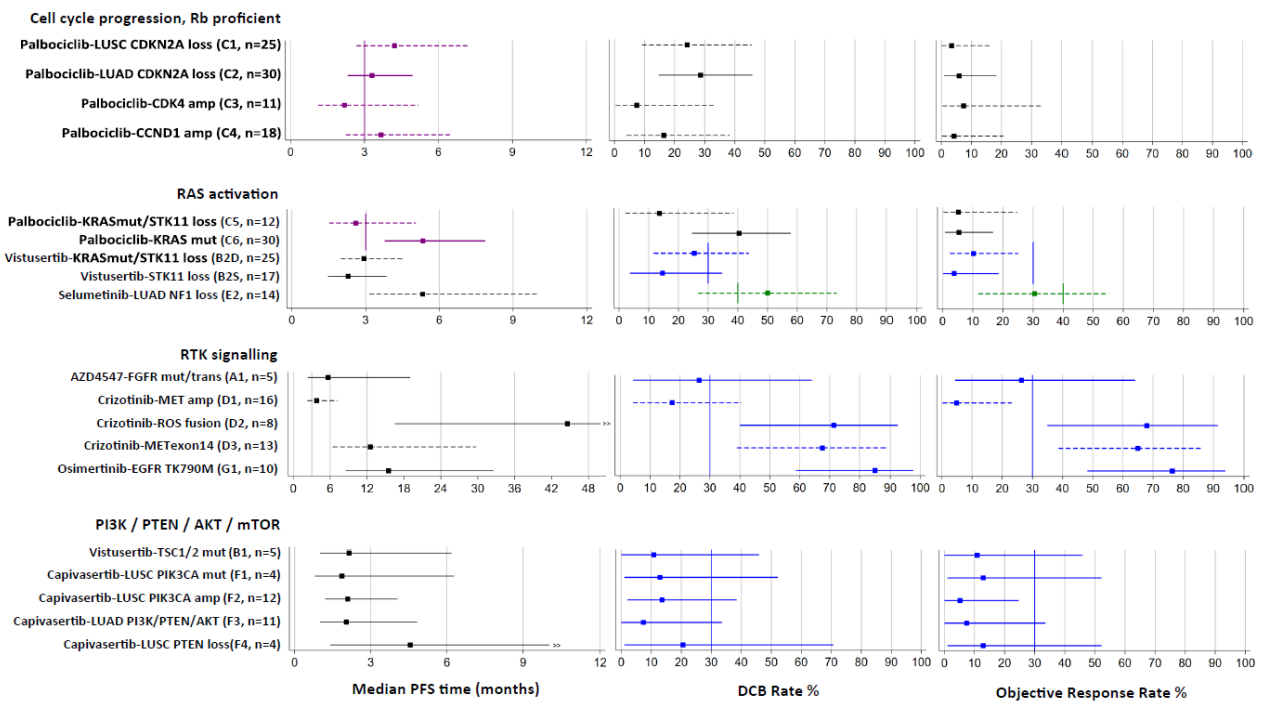 Cell cycle progression, Rb proficient
Palbociclib-LUSC CDKN2A loss (C1, n=25)
Palbociclib-LUAD CDKN2A loss (C2, n=30)
Palbociclib-CDK4 amp (C3, n=11)
Palbociclib-CCND1 amp (C4, n=18)
0 3 6 9 12 0 10 20 30 40 50 60 70 80 90 100 0 10 20 30 40 50 60 70 80 90 100
RAS activation
Palbociclib-KRASmut/STK11 loss (C5, n=12)
Palbociclib-KRAS mut (C6, n=30)
Vistusertib-KRASmut/STK11 loss (B2D, n=25)
Vistusertib-STK11 loss (B2S, n=17)
Selumetinib-LUAD NF1 loss (E2, n=14)
0 3 6 9 12 0 10 20 30 40 50 60 70 80 90 100 0 10 20 30 40 50 60 70 80 90 100
RTK signalling
AZD4547-FGFR mut/trans (A1, n=5)
Crizotinib-MET amp (D1, n=16)
Crizotinib-ROS fusion (D2, n=8) »
Crizotinib-METexon14 (D3, n=13)
Osimertinib-EGFR TK790M (G1, n=10)
0 6 12 18 24 30 36 42 48 0 10 20 30 40 50 60 70 80 90 100 0 10 20 30 40 50 60 70 80 90 100
PI3K / PTEN / AKT / mTOR
Vistusertib-TSC1/2 mut (B1, n=5)
Capivasertib-LUSC PIK3CA mut (F1, n=4)
Capivasertib-LUSC PIK3CA amp (F2, n=12)
Capivasertib-LUAD PI3K/PTEN/AKT (F3, n=11)
Capivasertib-LUSC PTEN loss(F4, n=4) »
0 3 6 9 12 0 10 20 30 40 50 60 70 80 90 100 0 10 20 30 40 50 60 70 80 90 100
Median PFS time (months) DCB Rate % Objective Response Rate %